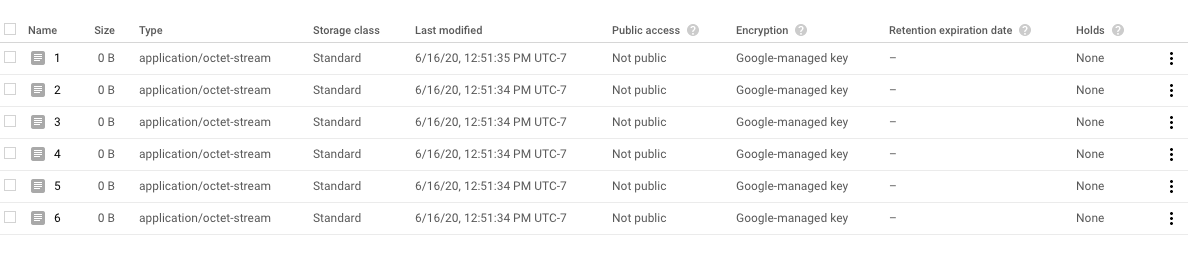 Name Size Type Storage class Last modified Public access ? Encryption ? Retention expiration date ? Holds ?
1 0 B application/octet-stream Standard 6/16/20, 12:51:35 PM UTC-7 Not public Google-managed key – None
2 0 B application/octet-stream Standard 6/16/20, 12:51:34 PM UTC-7 Not public Google-managed key – None
3 0 B application/octet-stream Standard 6/16/20, 12:51:34 PM UTC-7 Not public Google-managed key – None
4 0 B application/octet-stream Standard 6/16/20, 12:51:34 PM UTC-7 Not public Google-managed key – None
5 0 B application/octet-stream Standard 6/16/20, 12:51:34 PM UTC-7 Not public Google-managed key – None
6 0 B application/octet-stream Standard 6/16/20, 12:51:34 PM UTC-7 Not public Google-managed key – None